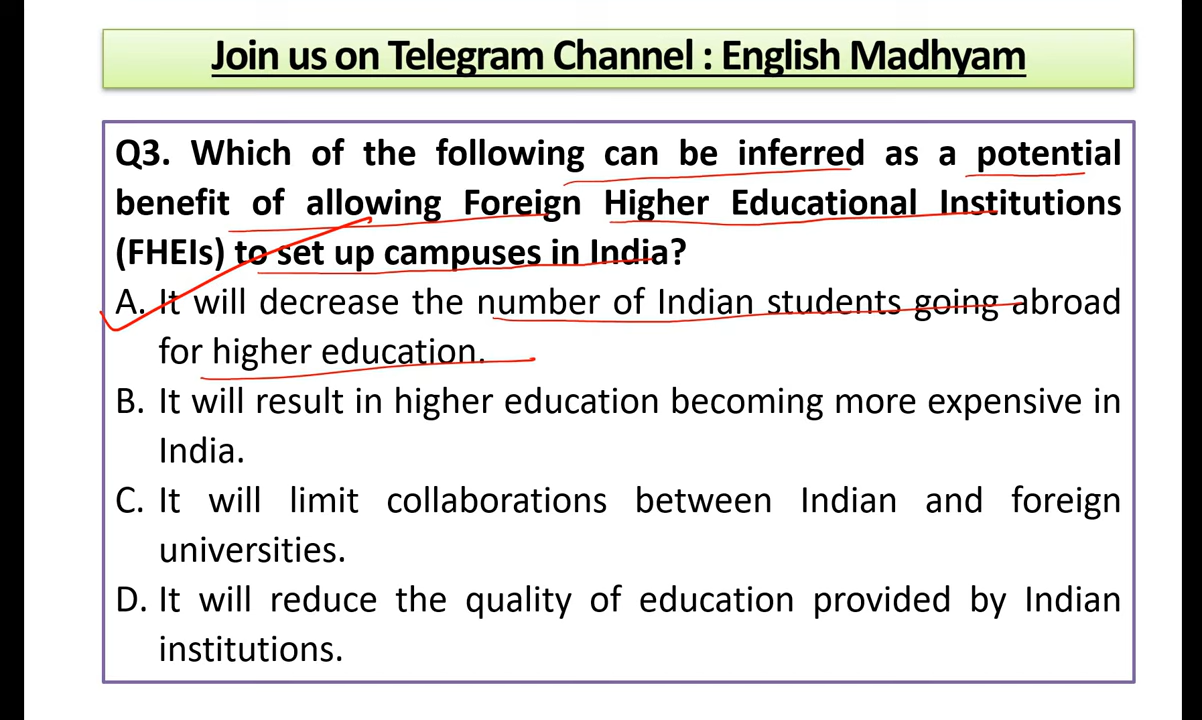 Join us on Telegram Channel : English Madhyam
Q3. Which of the following can be inferred as a potential
benefit of allowing Foreign Higher Educational Institutions
(FHEIs) to set up campuses in India?
A. It will decrease the number of Indian students going abroad
for higher education.
B. It will result in higher education becoming more expensive in
India.
C. It will limit collaborations between Indian and foreign
universities.
D. It will reduce the quality of education provided by Indian
institutions.